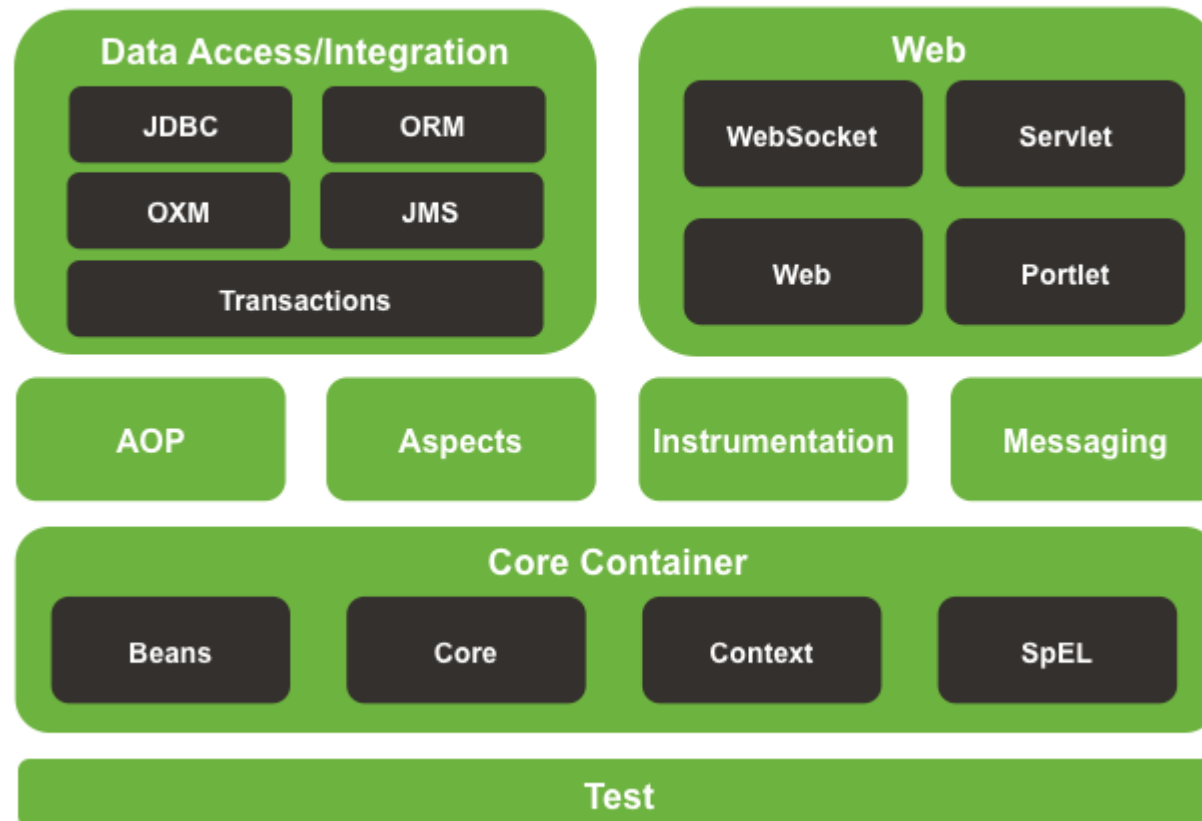 Data Access/Integration
JDBC
ORM
OXM
JMS
Transactions
Web
WebSocket
Servlet
Web
Portlet
AOP
Aspects
Instrumentation
Messaging
Core Container
Beans
Core
Context
SpEL
Test